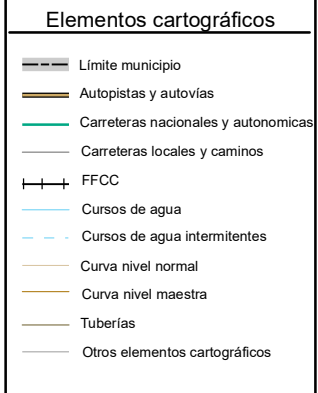 Elementos cartográficos
Límite municipio
Autopistas y autovías
Carreteras nacionales y autonomicas
Carreteras locales y caminos
FFCC
Cursos de agua
Cursos de agua intermitentes
Curva nivel normal
Curva nivel maestra
Tuberías
Otros elementos cartográficos